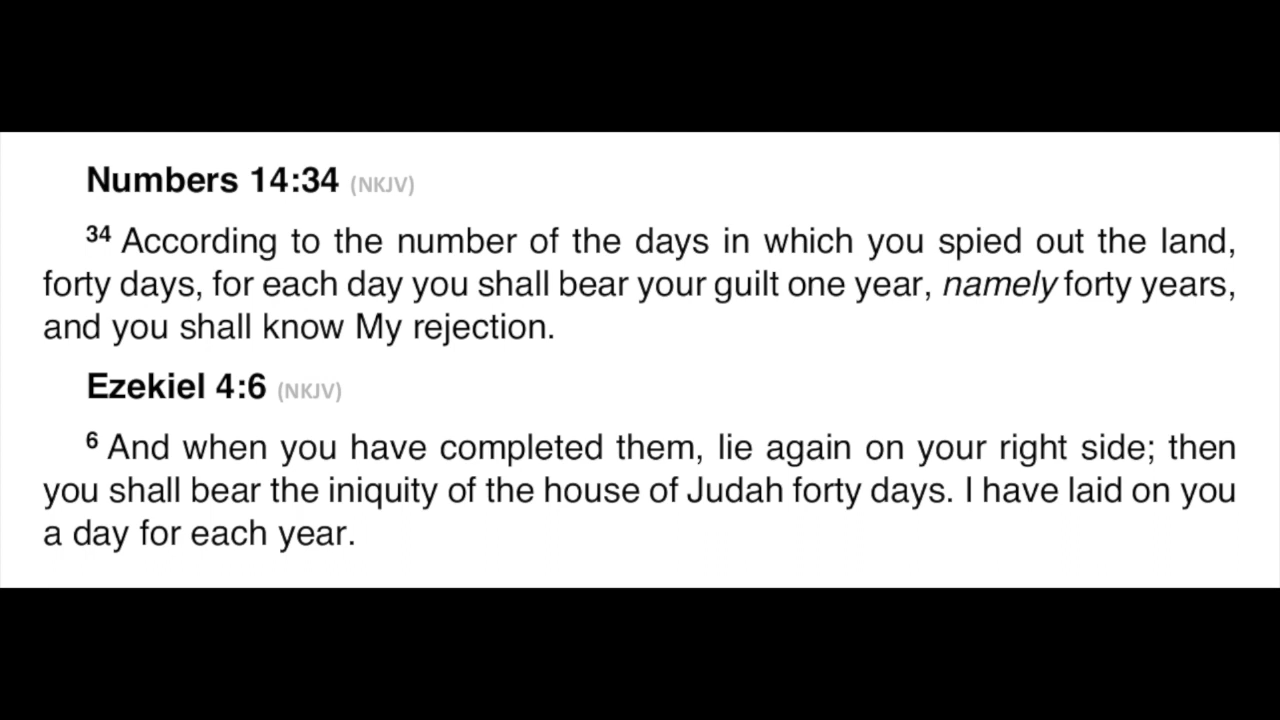 Numbers 14:34 (NKJV)
34 According to the number of the days in which you spied out the land,
forty days, for each day you shall bear your guilt one year, namely forty years,
and you shall know My rejection.
Ezekiel 4:6 (NKJV)
6 And when you have completed them, lie again on your right side; then
you shall bear the iniquity of the house of Judah forty days. I have laid on you
a day for each year.